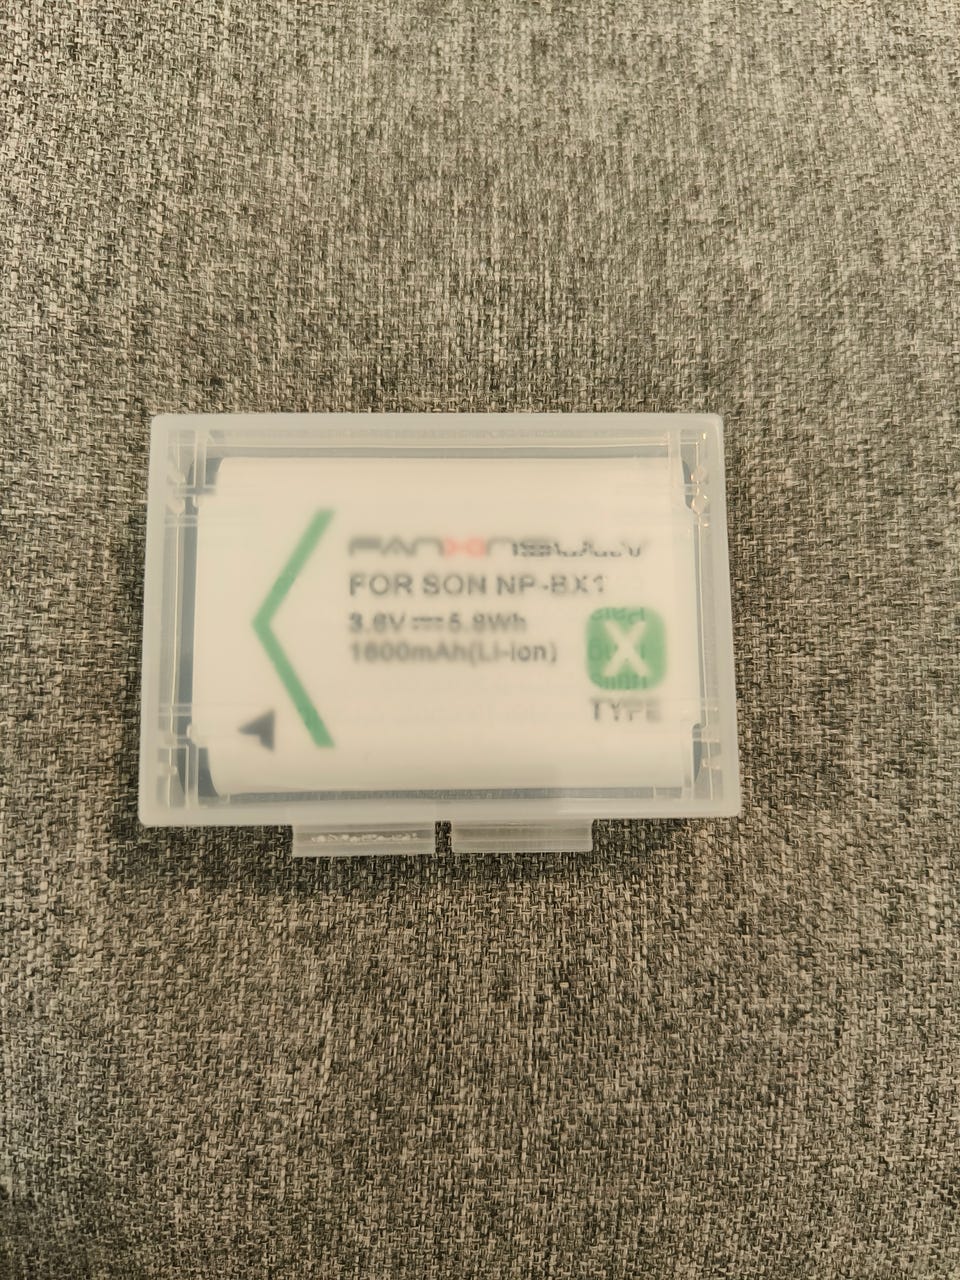 FOR SON NP-BX1
3.6V⎓5.8Wh
1600mAh(Li-ion)
X
TYPE